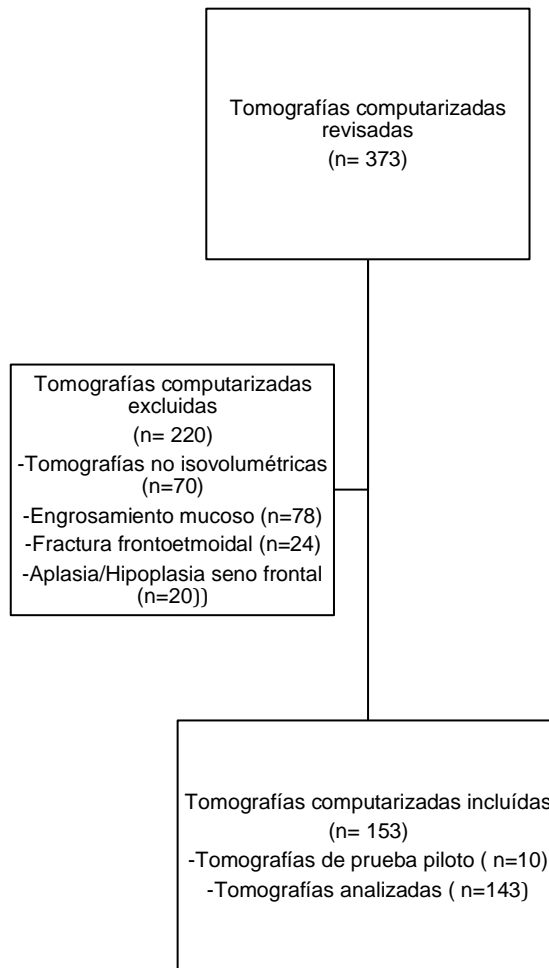 Tomografías computarizadas
revisadas
(n= 373)
Tomografías computarizadas
excluidas
(n= 220)
-Tomografías no isovolumétricas
(n=70)
-Engrosamiento mucoso (n=78)
-Fractura frontoetmoidal (n=24)
-Aplasia/Hipoplasia seno frontal
(n=20))
Tomografías computarizadas incluídas
(n= 153)
-Tomografías de prueba piloto ( n=10)
-Tomografías analizadas ( n=143)